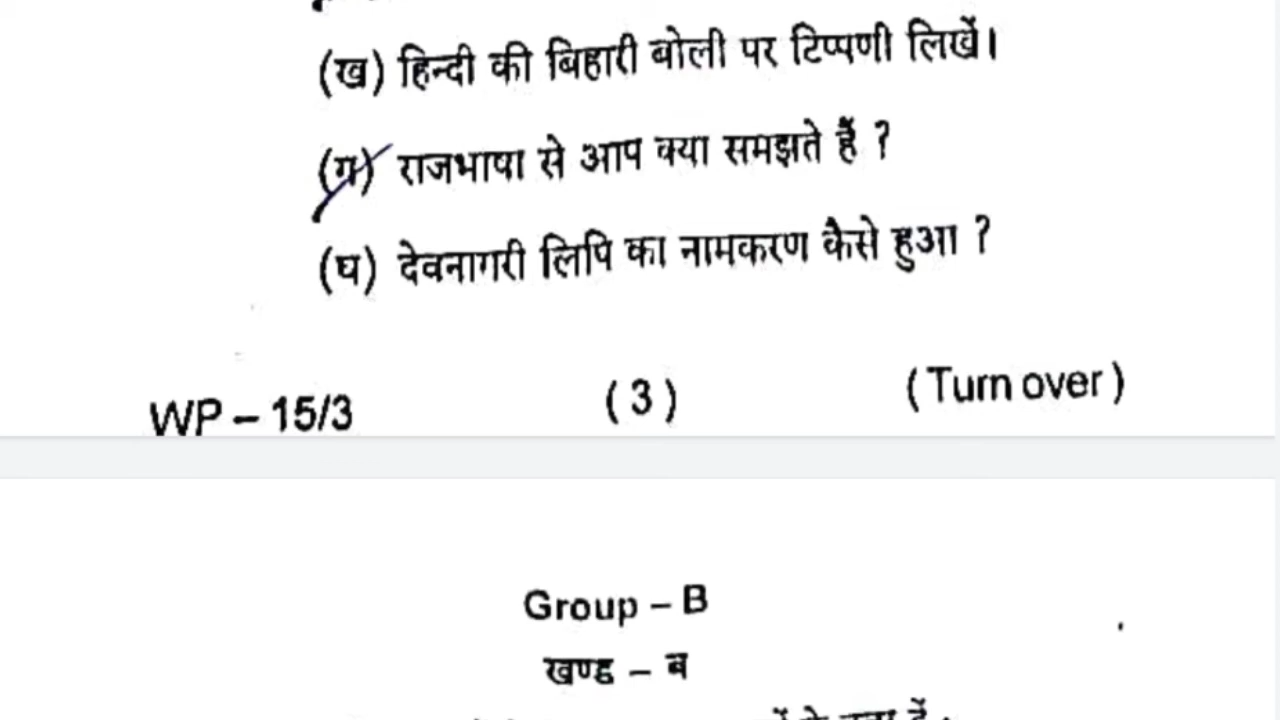 (ख) हिन्दी की बिहारी बोली पर टिप्पणी लिखें।
(ग) राजभाषा से आप क्या समझते हैं ?
(घ) देवनागरी लिपि का नामकरण कैसे हुआ ?
WP – 15/3 (3) (Turn over)
Group – B
खण्ड – ब